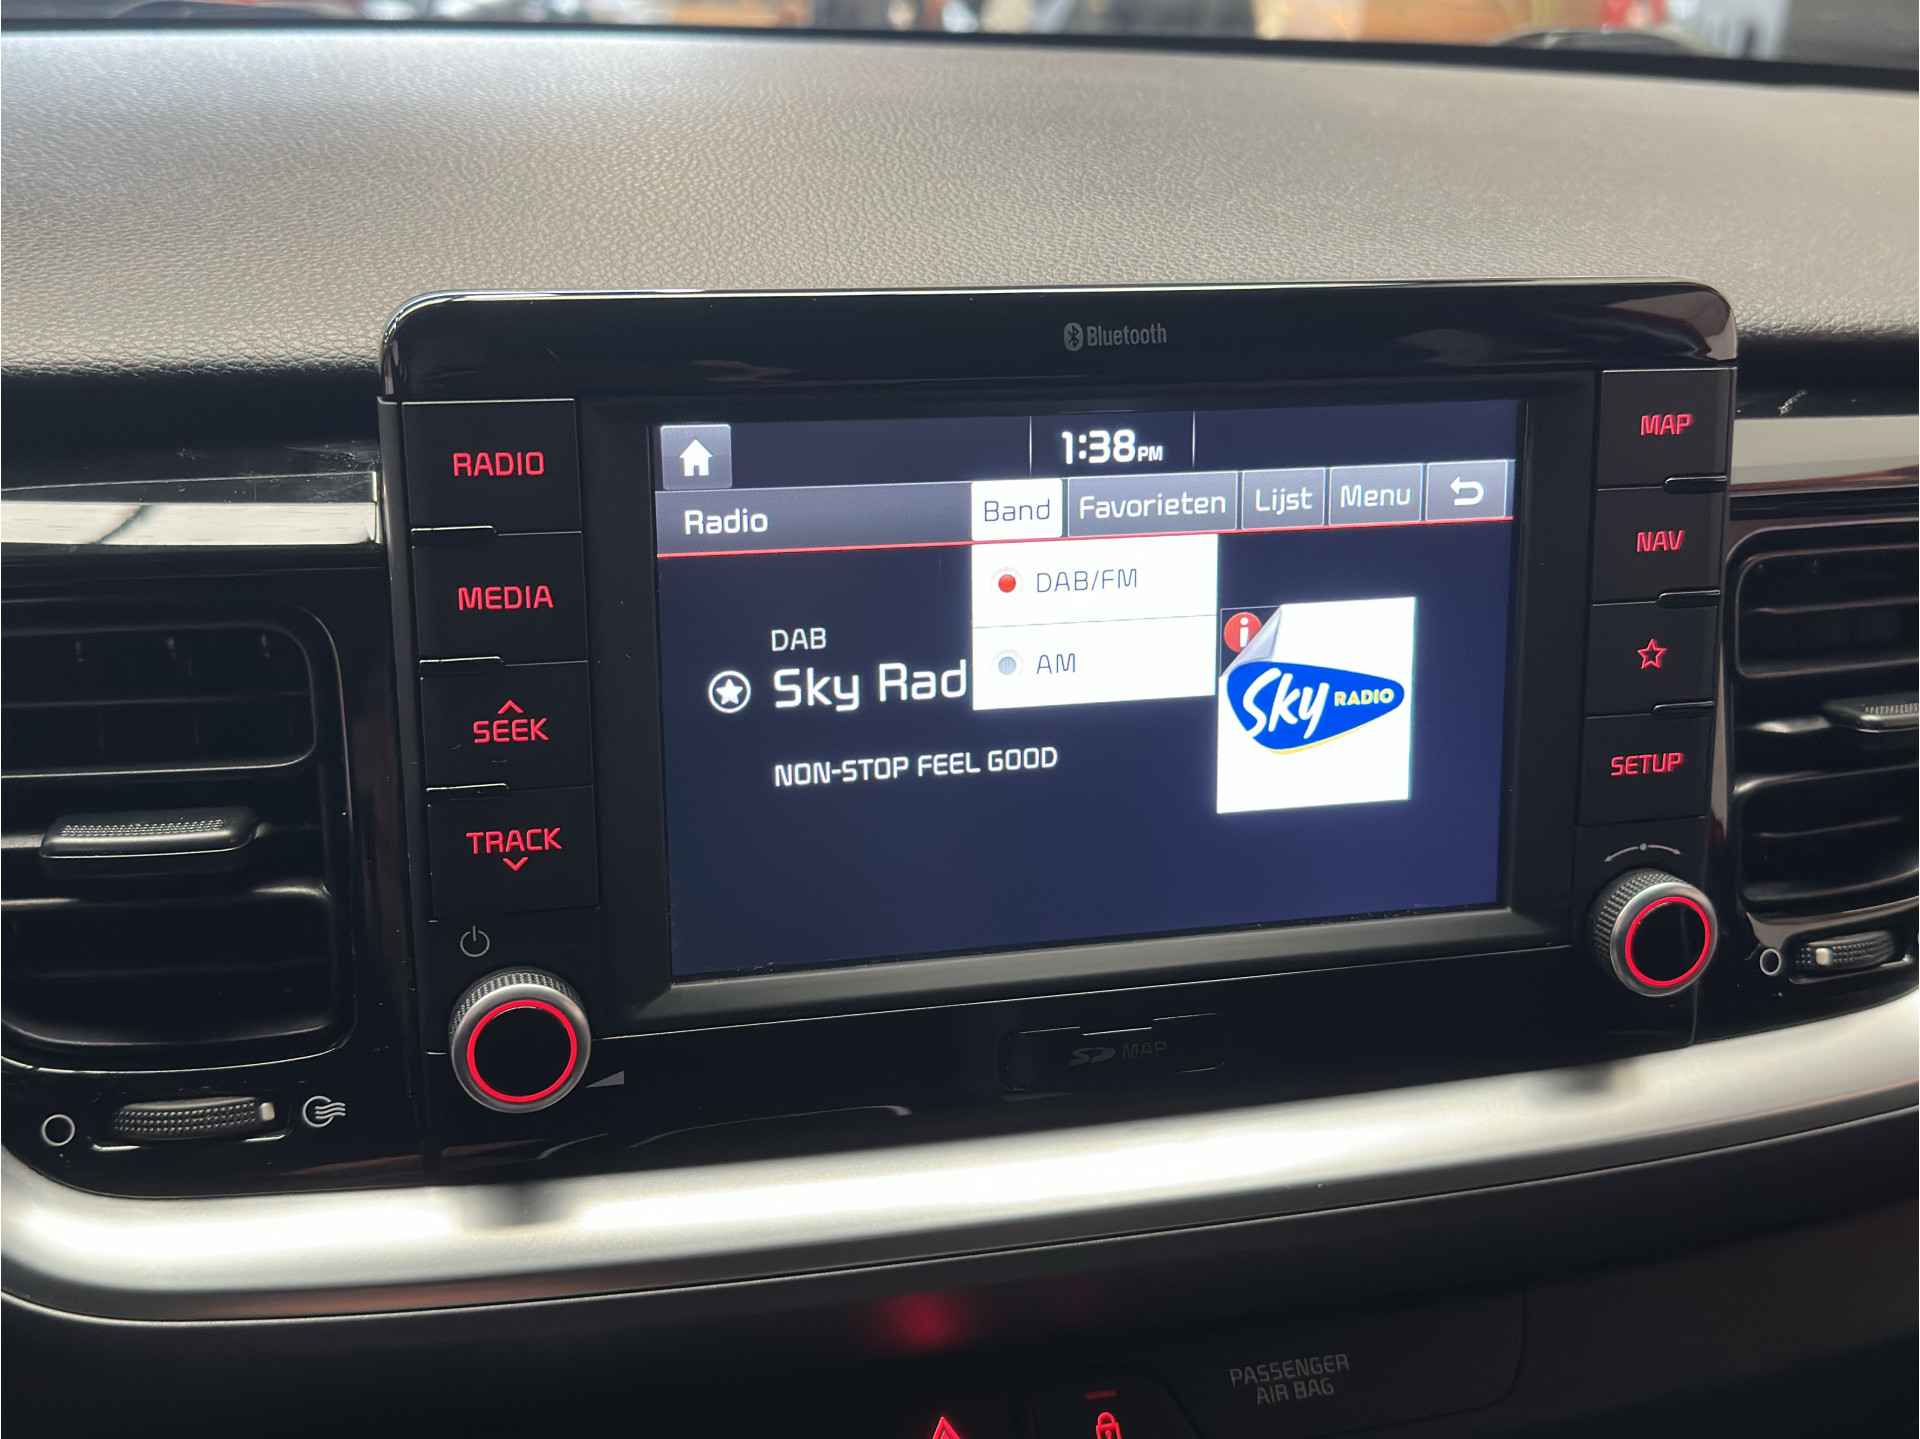 Bluetooth
RADIO
MEDIA
SEEK
TRACK
1:38PM
Radio
Band
Favorieten
Lijst
Menu
DAB/FM
AM
DAB
Sky Rad
NON-STOP FEEL GOOD
i
Sky RADIO
MAP
NAV
SETUP
SD MAP
PASSENGER
AIR BAG